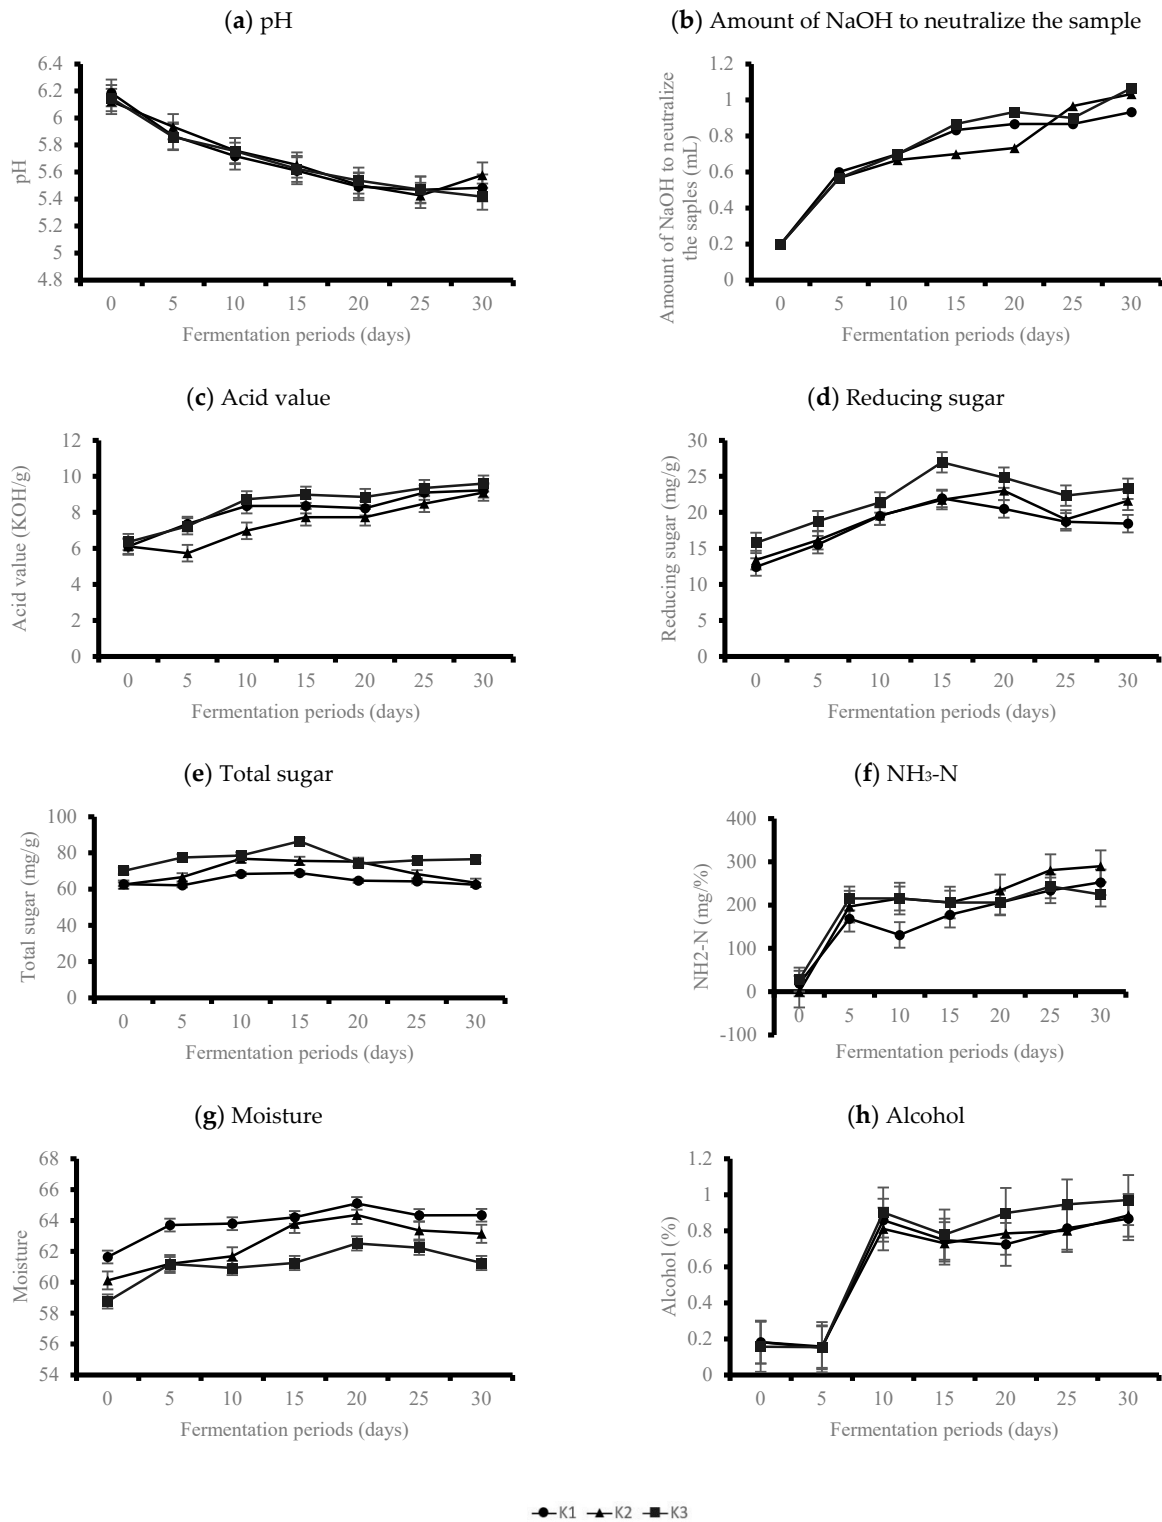 (a) pH
6.4
6.2
6
5.8
5.6
5.4
5.2
5
4.8
pH
0 5 10 15 20 25 30
Fermentation periods (days)
(b) Amount of NaOH to neutralize the sample
1.2
1
0.8
0.6
0.4
0.2
0
Amount of NaOH to neutralize
the saples (mL)
0 5 10 15 20 25 30
Fermentation periods (days)
(c) Acid value
12
10
8
6
4
2
0
Acid value (KOH/g)
0 5 10 15 20 25 30
Fermentation periods (days)
(d) Reducing sugar
30
25
20
15
10
5
0
Reducing sugar (mg/g)
0 5 10 15 20 25 30
Fermentation periods (days)
(e) Total sugar
100
80
60
40
20
0
Total sugar (mg/g)
0 5 10 15 20 25 30
Fermentation periods (days)
(f) NH₃-N
400
300
200
100
0
-100
NH2-N (mg/%)
0 5 10 15 20 25 30
Fermentation periods (days)
(g) Moisture
68
66
64
62
60
58
56
54
Moisture
0 5 10 15 20 25 30
Fermentation periods (days)
(h) Alcohol
1.2
1
0.8
0.6
0.4
0.2
0
Alcohol (%)
0 5 10 15 20 25 30
Fermentation periods (days)
K1 K2 K3